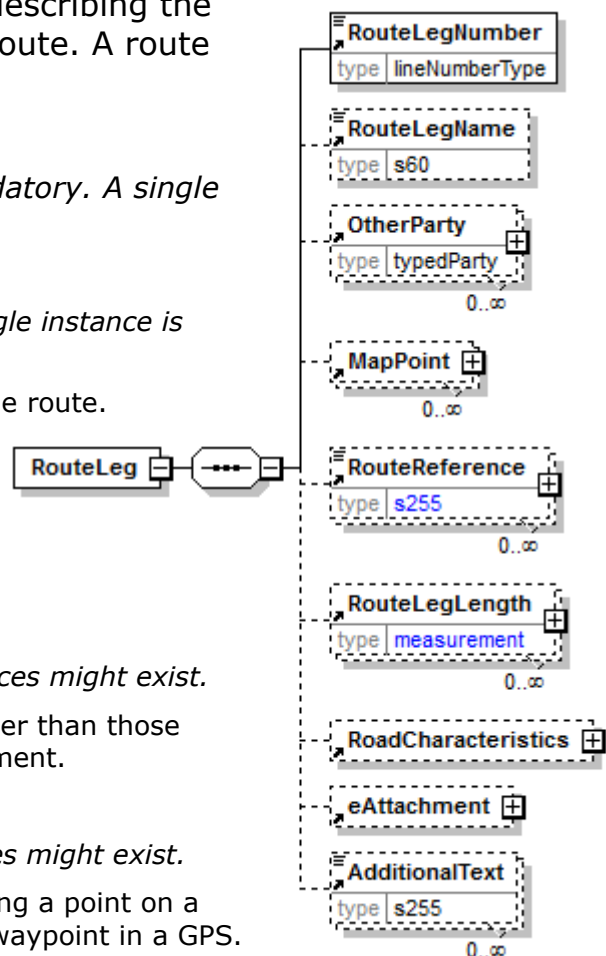 describing the
oute. A route
datory. A single
gle instance is
e route.
ces might exist.
er than those
ment.
es might exist.
ng a point on a
waypoint in a GPS.
RouteLeg
RouteLegNumber
type lineNumberType
RouteLegName
type s60
OtherParty
type typedParty
0..∞
MapPoint
0..∞
RouteReference
type s255
0..∞
RouteLegLength
type measurement
0..∞
RoadCharacteristics
eAttachment
AdditionalText
type s255
0..∞